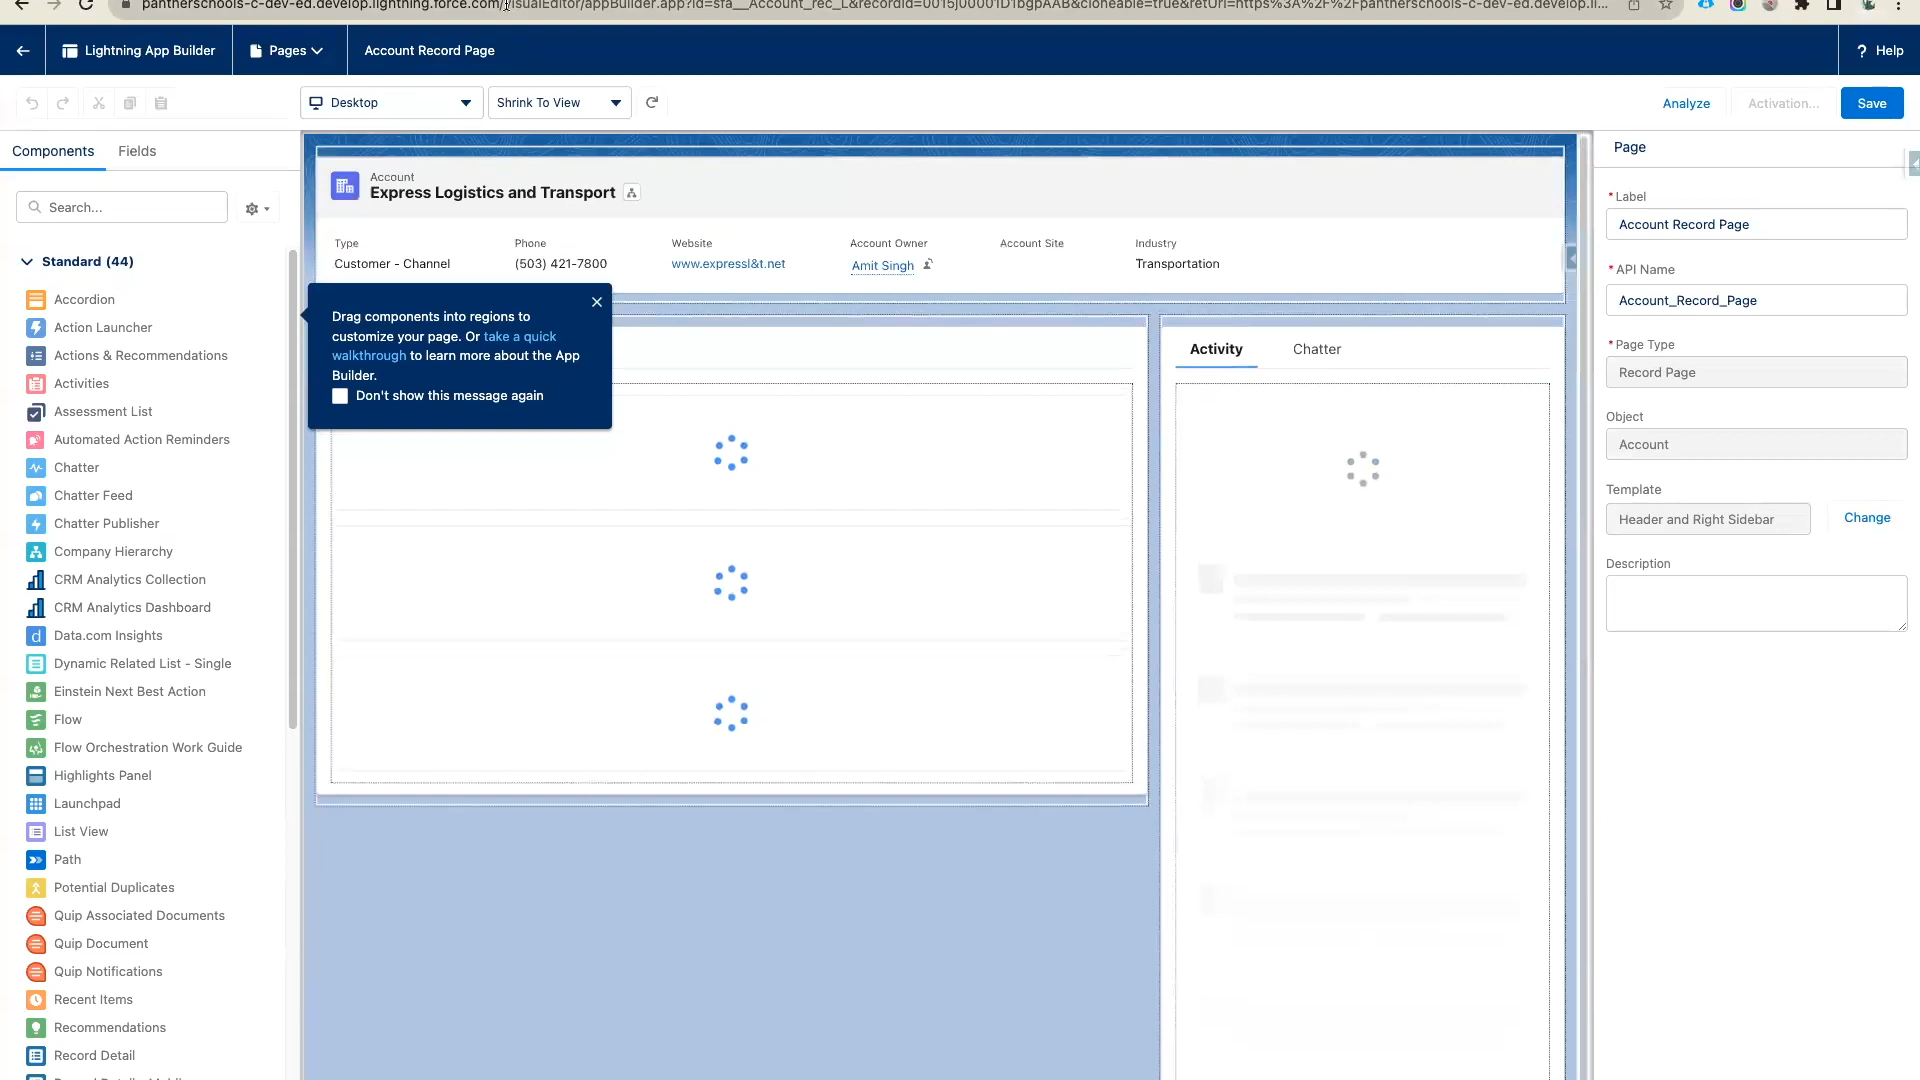 pantherschools-c-dev-ed.develop.lightning.force.com/visualEditor/appBuilder.app?id=sfa__Account_rec_L&recordId=0015j00001D1bgpAAB&cloneable=true&retUrl=https%3A%2F%2Fpantherschools-c-dev-ed.develop.li...
Lightning App Builder
Pages
Account Record Page
? Help
Desktop
Shrink To View
Analyze
Activation...
Save
Components
Fields
Search...
Standard (44)
Accordion
Action Launcher
Actions & Recommendations
Activities
Assessment List
Automated Action Reminders
Chatter
Chatter Feed
Chatter Publisher
Company Hierarchy
CRM Analytics Collection
CRM Analytics Dashboard
Data.com Insights
Dynamic Related List - Single
Einstein Next Best Action
Flow
Flow Orchestration Work Guide
Highlights Panel
Launchpad
List View
Path
Potential Duplicates
Quip Associated Documents
Quip Document
Quip Notifications
Recent Items
Recommendations
Record Detail
Account
Express Logistics and Transport
Type
Customer - Channel
Phone
(503) 421-7800
Website
www.expressl&t.net
Account Owner
Amit Singh
Account Site
Industry
Transportation
Drag components into regions to
customize your page. Or take a quick
walkthrough to learn more about the App
Builder.
Don't show this message again
Activity
Chatter
Page
* Label
Account Record Page
* API Name
Account_Record_Page
* Page Type
Record Page
Object
Account
Template
Header and Right Sidebar
Change
Description